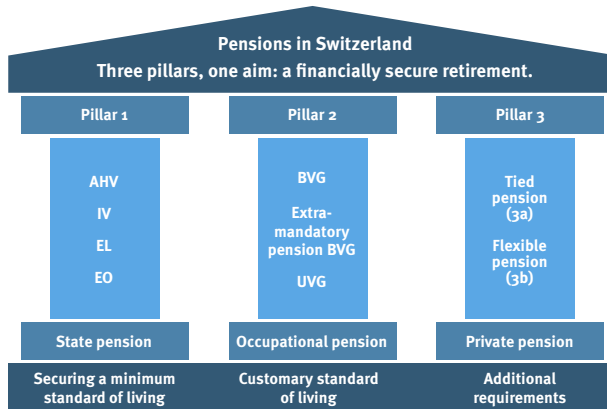 Pensions in Switzerland
Three pillars, one aim: a financially secure retirement.
Pillar 1
Pillar 2
Pillar 3
AHV
IV
EL
EO
BVG
Extra-
mandatory
pension BVG
UVG
Tied
pension
(3a)
Flexible
pension
(3b)
State pension
Occupational pension
Private pension
Securing a minimum
standard of living
Customary standard
of living
Additional
requirements